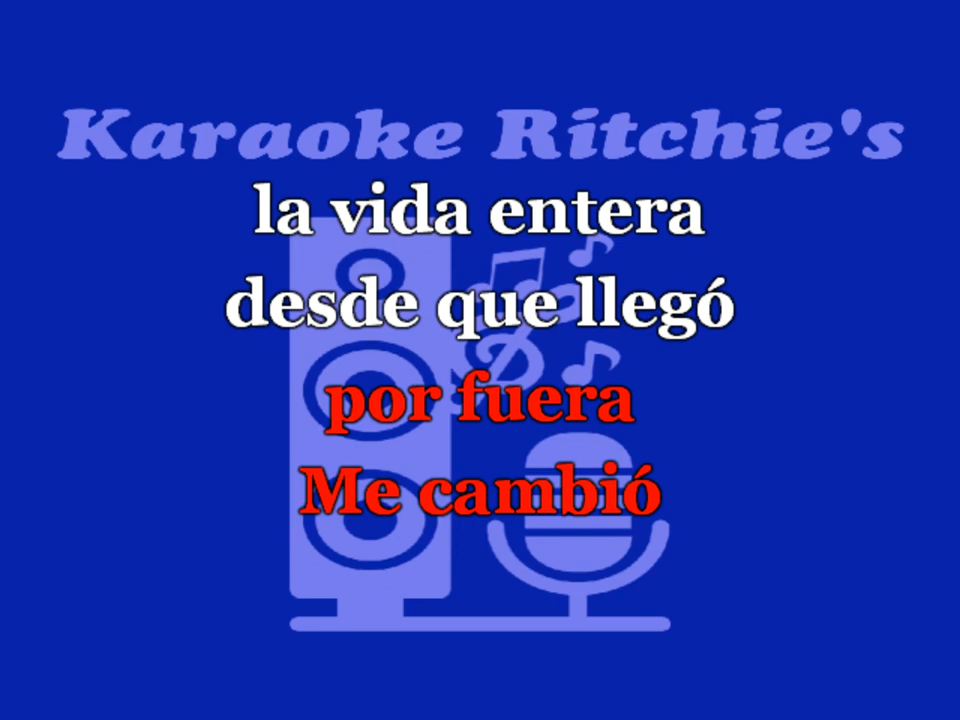 Karaoke Ritchie's
la vida entera
desde que llegó
por fuera
Me cambió